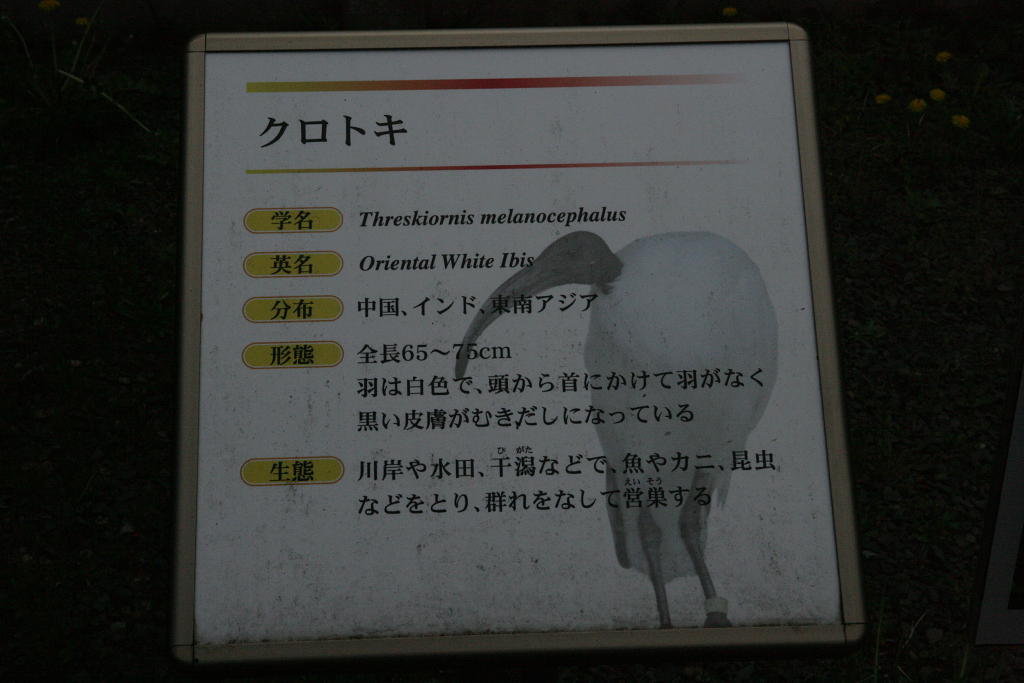 クロトキ
学名 Threskiornis melanocephalus
英名 Oriental White Ibis
分布 中国、インド、東南アジア
形態 全長65～75cm
羽は白色で、頭から首にかけて羽がなく
黒い皮膚がむきだしになっている
ひ がた
生態 川岸や水田、干潟などで、魚やカニ、昆虫
えい そう
などをとり、群れをなして営巣する